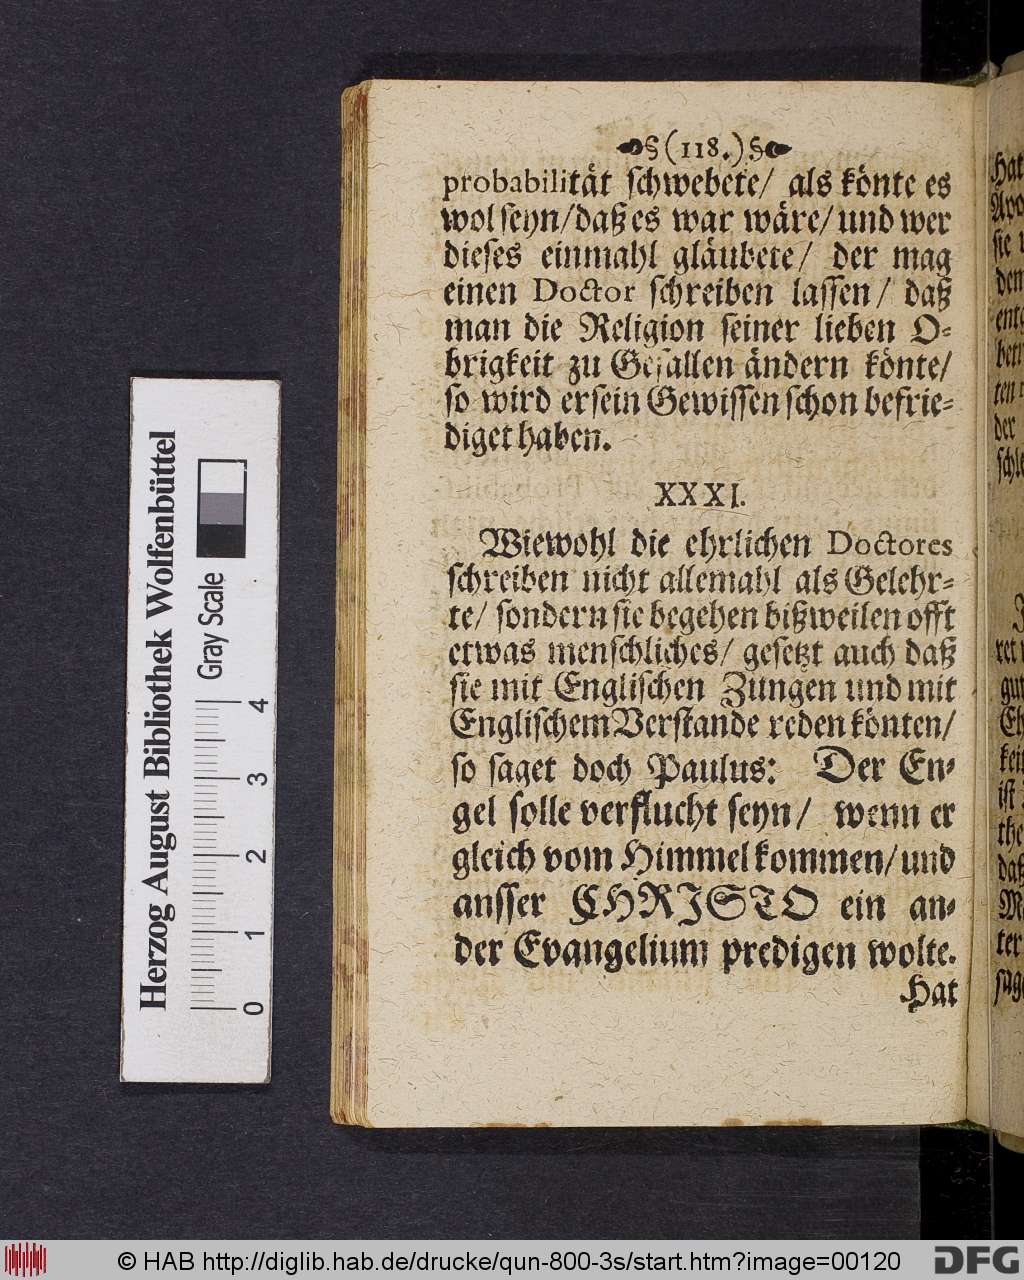 §(118.)§
probabilität ſchwebete/ als könte es
wol ſeyn/ daß es war wäre/ und wer
dieſes einmahl gläubete/ der mag
einen Doctor ſchreiben laſſen/ daß
man die Religion ſeiner lieben O-
brigkeit zu Gefallen ändern könte/
ſo wird er ſein Gewiſſen ſchon befrie-
diget haben.
XXXI.
Wiewohl die ehrlichen Doctores
ſchreiben nicht allemahl als Gelehr-
te/ ſondern ſie begehen bißweilen offt
etwas menſchliches/ geſetzt auch daß
ſie mit Engliſchen Zungen und mit
Engliſchem Verſtande reden könten/
ſo ſaget doch Paulus: Der En-
gel ſolle verflucht ſeyn/ wenn er
gleich vom Himmel kommen/ und
anſſer CHRISTO ein an-
der Evangelium predigen wolte.
Hat
Herzog August Bibliothek Wolfenbüttel
Gray Scale
0 1 2 3 4
© HAB http://diglib.hab.de/drucke/qun-800-3s/start.htm?image=00120
DFG